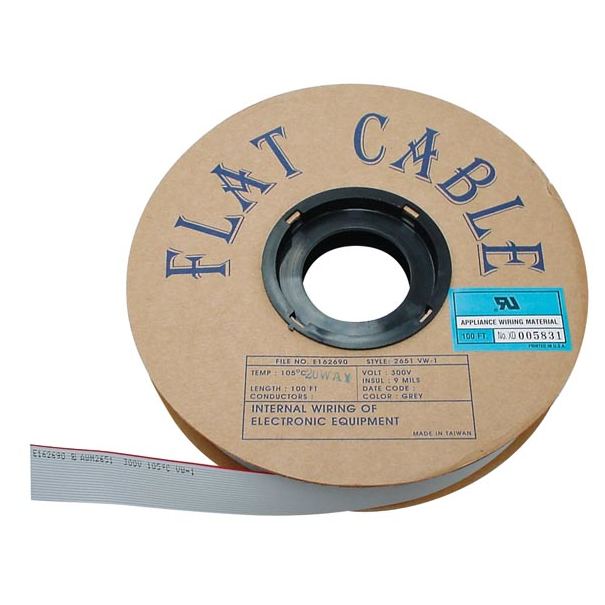 FLAT CABLE
RU
APPLIANCE WIRING MATERIAL
100 FT. No. XD 005831
PRINTED IN U.S.A.
FILE NO. E162690 STYLE: 2651 VW-1
TEMP : 105°C 20WAY VOLT : 300V
INSUL : 9 MILS
LENGTH : 100 FT DATE CODE :
CONDUCTORS : COLOR : GREY
INTERNAL WIRING OF
ELECTRONIC EQUIPMENT
MADE IN TAIWAN
E162690 RU AWM2651 300V 105°C VW-1